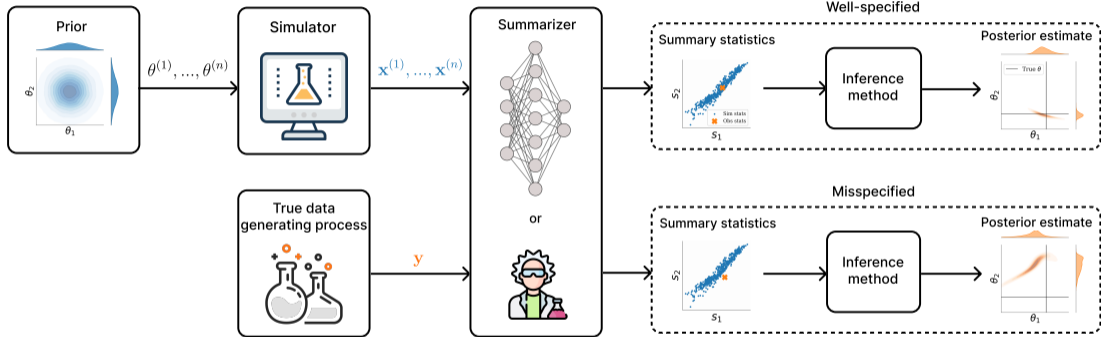 Prior
θ₂
θ₁
θ⁽¹⁾, ..., θ⁽ⁿ⁾
Simulator
x⁽¹⁾, ..., x⁽ⁿ⁾
True data
generating process
y
Summarizer
or
Well-specified
Summary statistics
S₂
S₁
Sim stats
Obs stats
Inference
method
Posterior estimate
True θ
θ₂
θ₁
Misspecified
Summary statistics
S₂
S₁
Inference
method
Posterior estimate
θ₂
θ₁